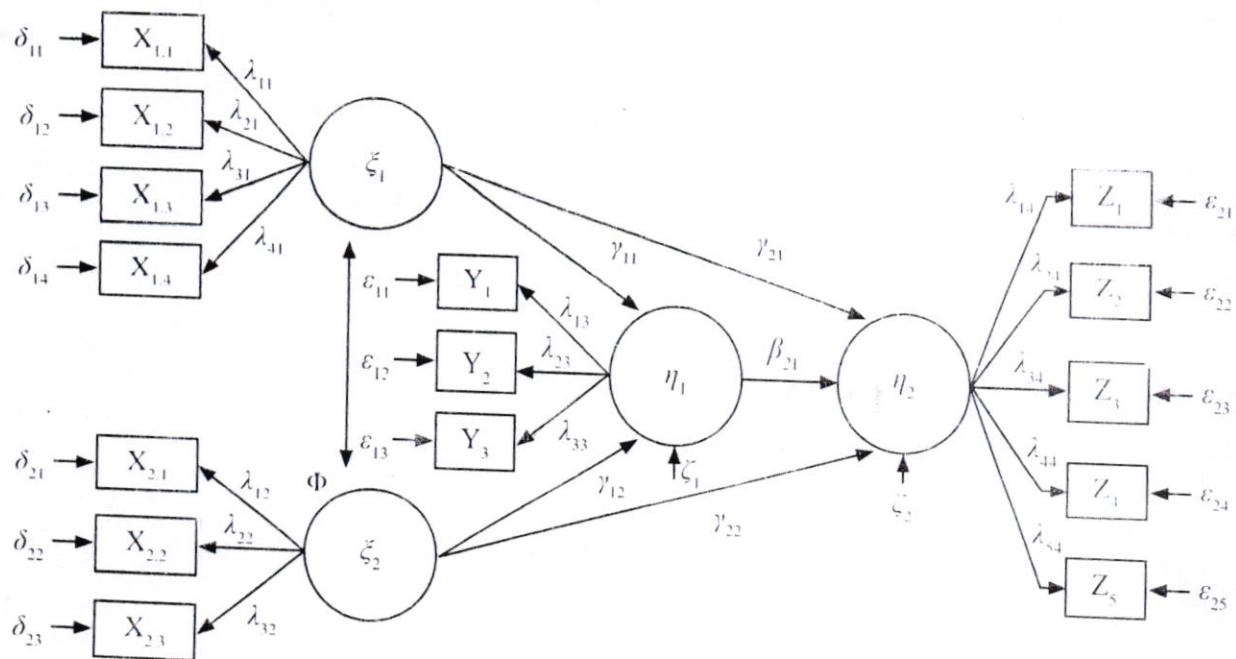 δ₁₁
X₁.₁
λ₁₁
δ₁₂
X₁.₂
λ₂₁
δ₁₃
X₁.₃
λ₃₁
δ₁₄
X₁.₄
λ₄₁
ξ₁
γ₁₁
γ₂₁
ε₁₁
Y₁
λ₁₃
ε₁₂
Y₂
λ₂₃
ε₁₃
Y₃
λ₃₃
η₁
β₂₁
η₂
ζ₁
ζ₂
λ₁₄
Z₁
ε₂₁
λ₂₄
Z₂
ε₂₂
λ₃₄
Z₃
ε₂₃
λ₄₄
Z₄
ε₂₄
λ₅₄
Z₅
ε₂₅
δ₂₁
X₂.₁
λ₁₂
Φ
δ₂₂
X₂.₂
λ₂₂
ξ₂
γ₁₂
γ₂₂
δ₂₃
X₂.₃
λ₃₂